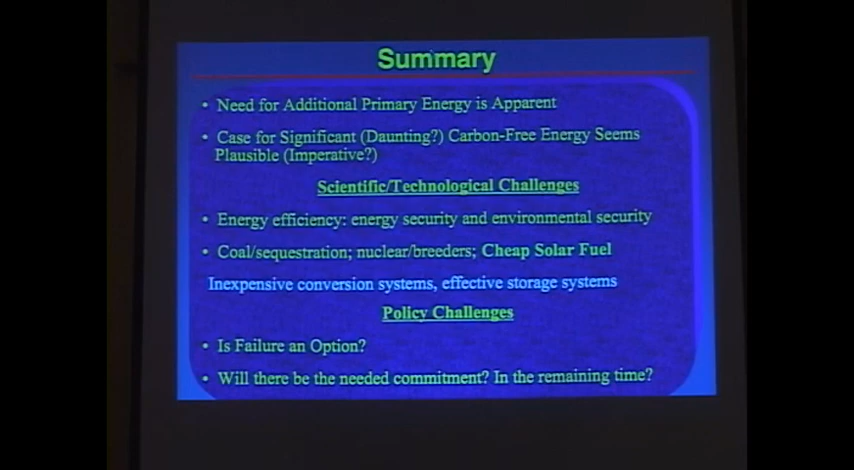 Summary
• Need for Additional Primary Energy is Apparent
• Case for Significant (Daunting?) Carbon-Free Energy Seems
Plausible (Imperative?)
Scientific/Technological Challenges
• Energy efficiency: energy security and environmental security
• Coal/sequestration; nuclear/breeders; Cheap Solar Fuel
Inexpensive conversion systems, effective storage systems
Policy Challenges
• Is Failure an Option?
• Will there be the needed commitment? In the remaining time?